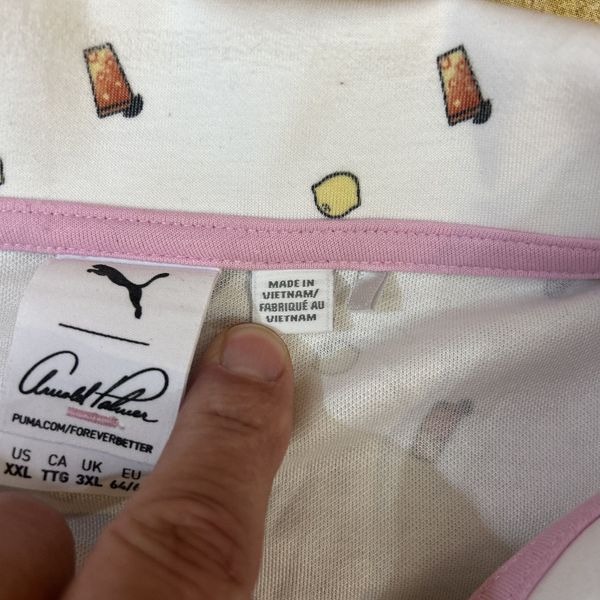 Arnold Palmer
PUMA.COM/FOREVERBETTER
US CA UK EU
XXL TTG 3XL
MADE IN
VIETNAM/
FABRIQUÉ AU
VIETNAM